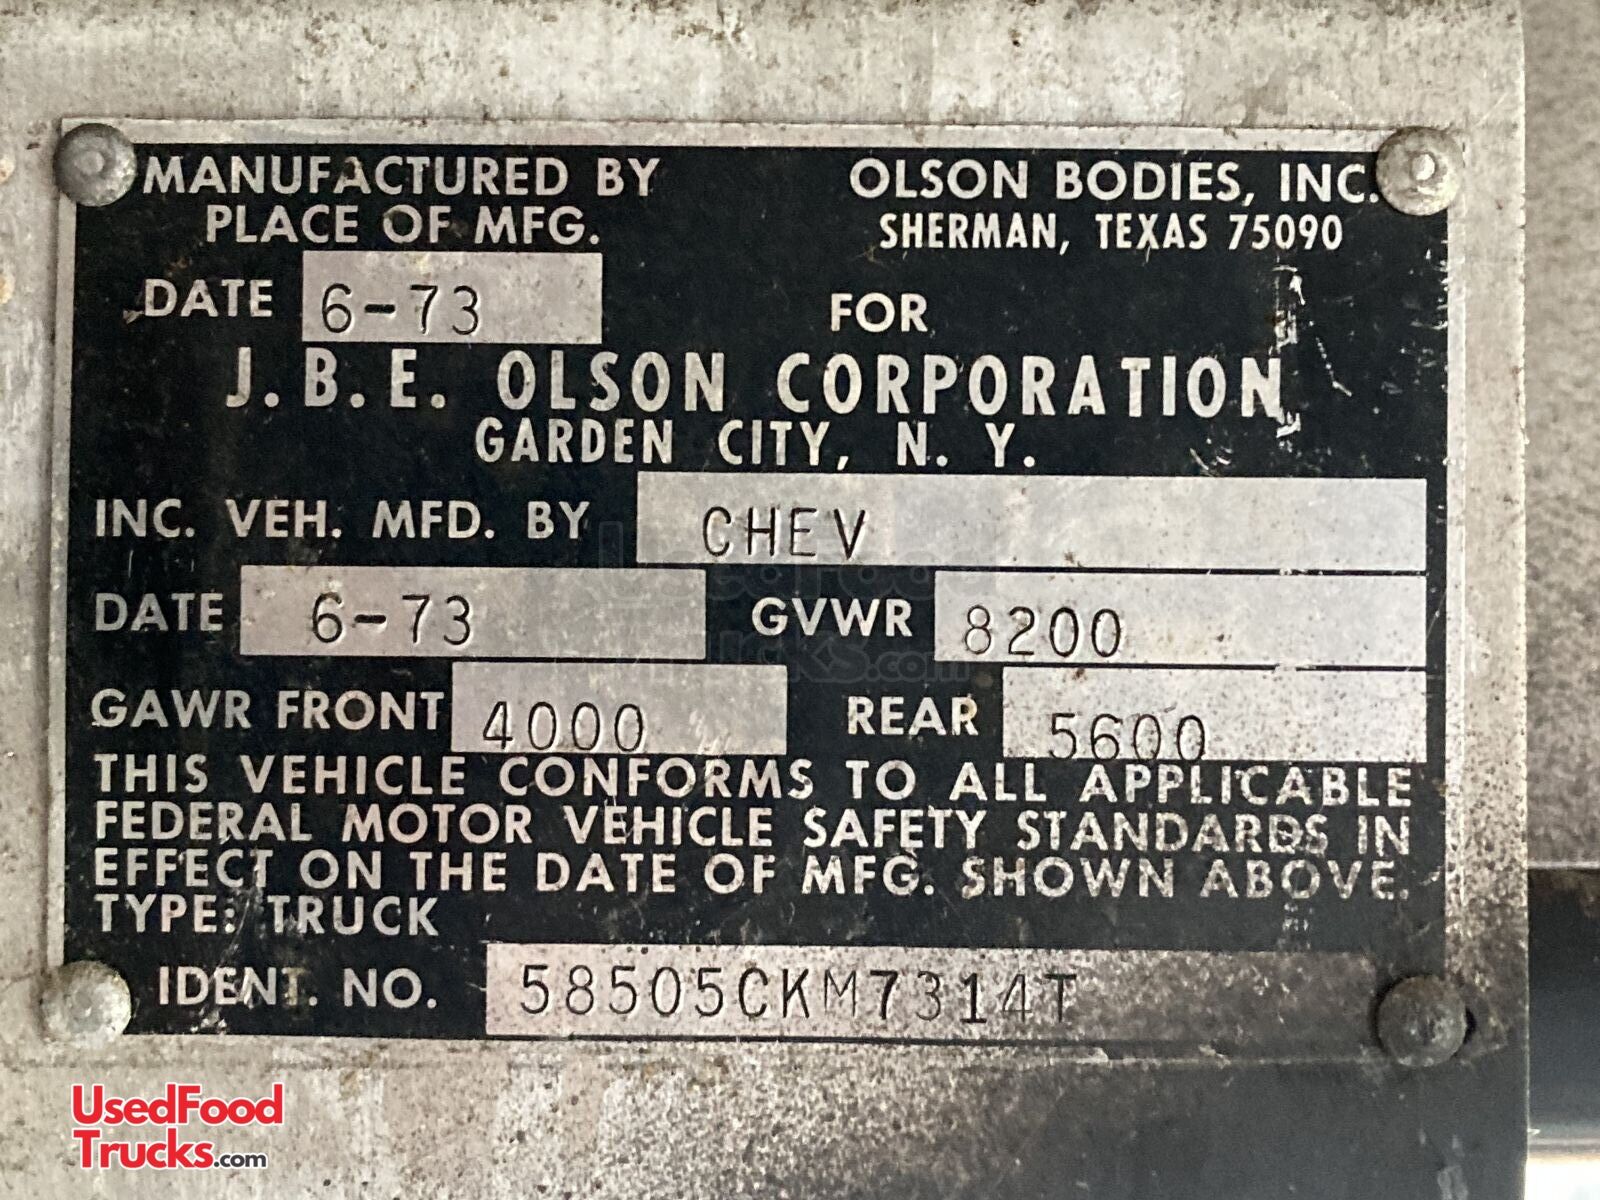 MANUFACTURED BY OLSON BODIES, INC.
PLACE OF MFG. SHERMAN, TEXAS 75090
DATE 6-73 FOR
J.B.E. OLSON CORPORATION
GARDEN CITY, N. Y.
INC. VEH. MFD. BY CHEV
DATE 6-73 GVWR 8200
GAWR FRONT 4000 REAR 5600
THIS VEHICLE CONFORMS TO ALL APPLICABLE
FEDERAL MOTOR VEHICLE SAFETY STANDARDS IN
EFFECT ON THE DATE OF MFG. SHOWN ABOVE.
TYPE: TRUCK
IDENT. NO. 58505CKM7314T
UsedFood
Trucks.com
UsedFood
Trucks.com